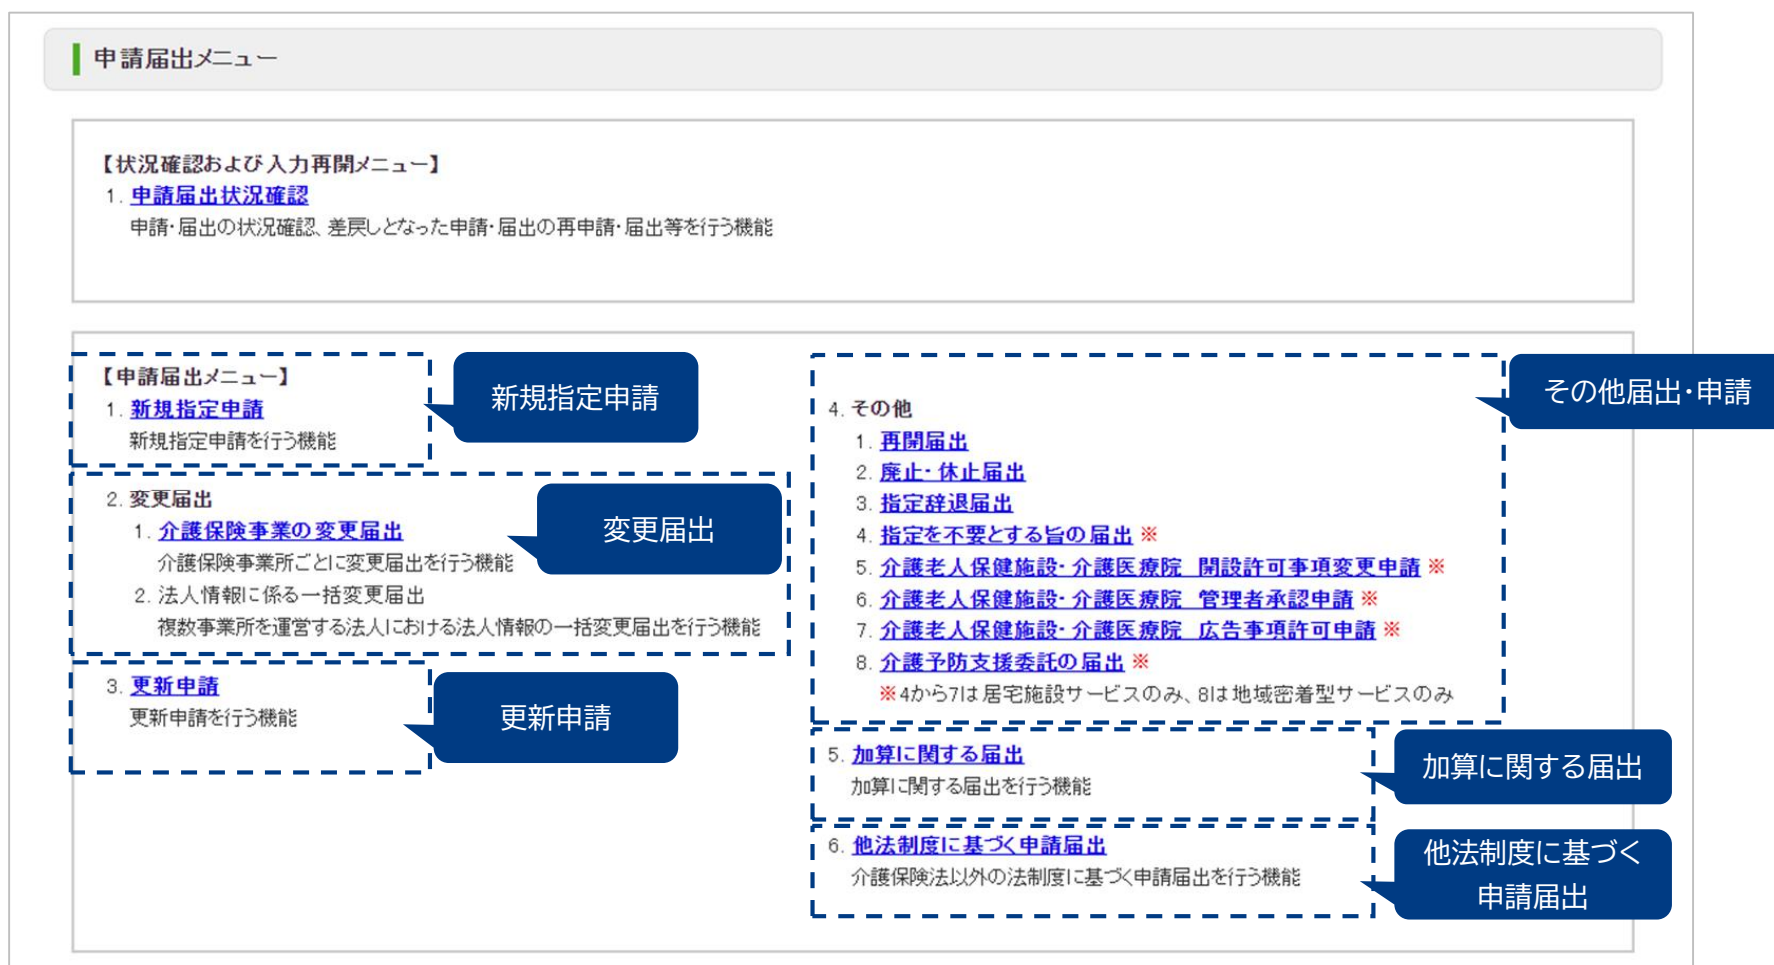 申請届出メニュー
【状況確認および入力再開メニュー】
1. 申請届出状況確認
申請・届出の状況確認、差戻しとなった申請・届出の再申請・届出等を行う機能
【申請届出メニュー】
1. 新規指定申請
新規指定申請を行う機能
新規指定申請
2. 変更届出
1. 介護保険事業の変更届出
介護保険事業所ごとに変更届出を行う機能
2. 法人情報に係る一括変更届出
複数事業所を運営する法人における法人情報の一括変更届出を行う機能
変更届出
3. 更新申請
更新申請を行う機能
更新申請
4. その他
1. 再開届出
2. 廃止・休止届出
3. 指定辞退届出
4. 指定を不要とする旨の届出 ※
5. 介護老人保健施設・介護医療院 開設許可事項変更申請 ※
6. 介護老人保健施設・介護医療院 管理者承認申請 ※
7. 介護老人保健施設・介護医療院 広告事項許可申請 ※
8. 介護予防支援委託の届出 ※
※4から7は居宅施設サービスのみ、8は地域密着型サービスのみ
その他届出・申請
5. 加算に関する届出
加算に関する届出を行う機能
加算に関する届出
6. 他法制度に基づく申請届出
介護保険法以外の法制度に基づく申請届出を行う機能
他法制度に基づく
申請届出